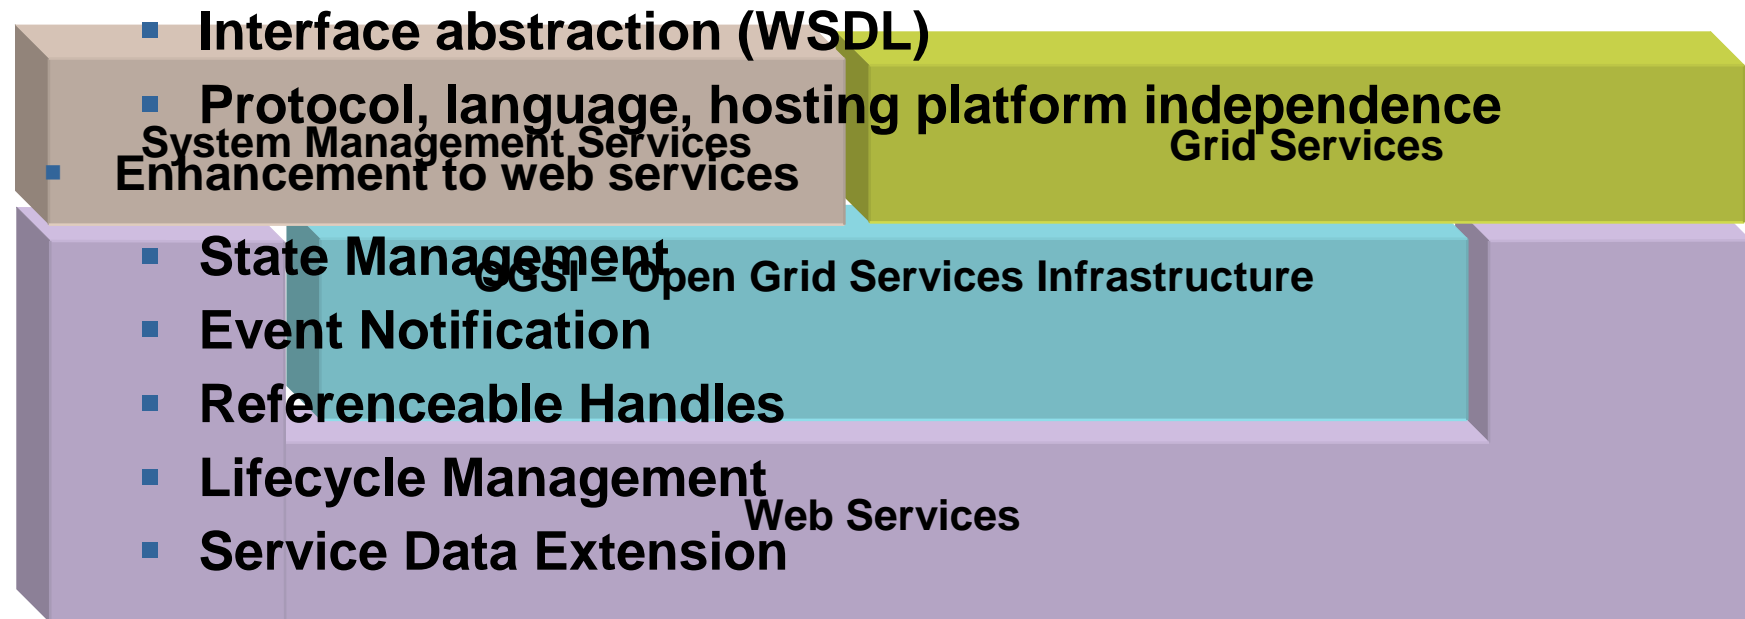 Interface abstraction (WSDL)
Protocol, language, hosting platform independence
System Management Services
Grid Services
Enhancement to web services
State Management
OGSI – Open Grid Services Infrastructure
Event Notification
Referenceable Handles
Lifecycle Management
Web Services
Service Data Extension